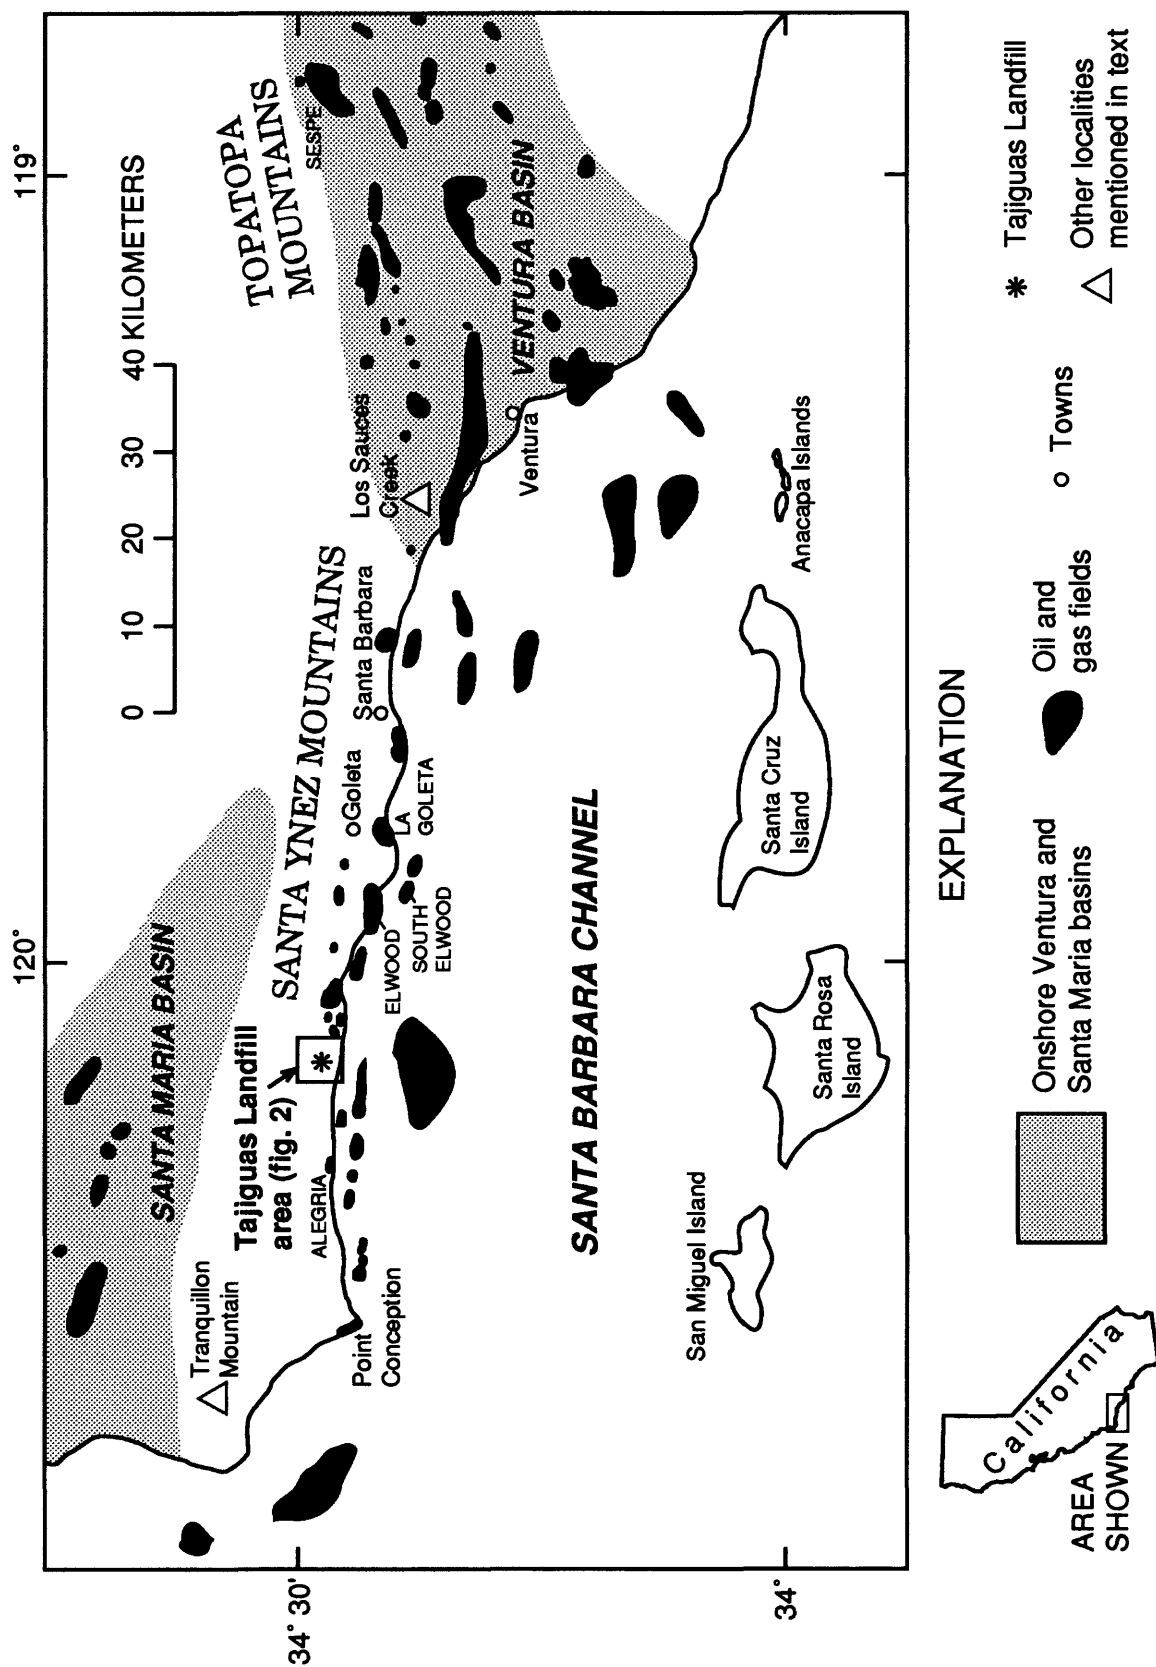 120°
119°
34° 30'
34°
0 10 20 30 40 KILOMETERS
SANTA MARIA BASIN
TOPATOPA
MOUNTAINS
SESPE
SANTA YNEZ MOUNTAINS
Tranquillon
Mountain
Tajiguas Landfill
area (fig. 2)
ALEGRIA
Point
Conception
ELWOOD
SOUTH
ELWOOD
Goleta
LA
GOLETA
Santa Barbara
Los Sauces
Creek
Ventura
VENTURA BASIN
SANTA BARBARA CHANNEL
San Miguel Island
Santa Rosa
Island
Santa Cruz
Island
Anacapa Islands
EXPLANATION
California
AREA
SHOWN
Onshore Ventura and
Santa Maria basins
Oil and
gas fields
Towns
Tajiguas Landfill
Other localities
mentioned in text